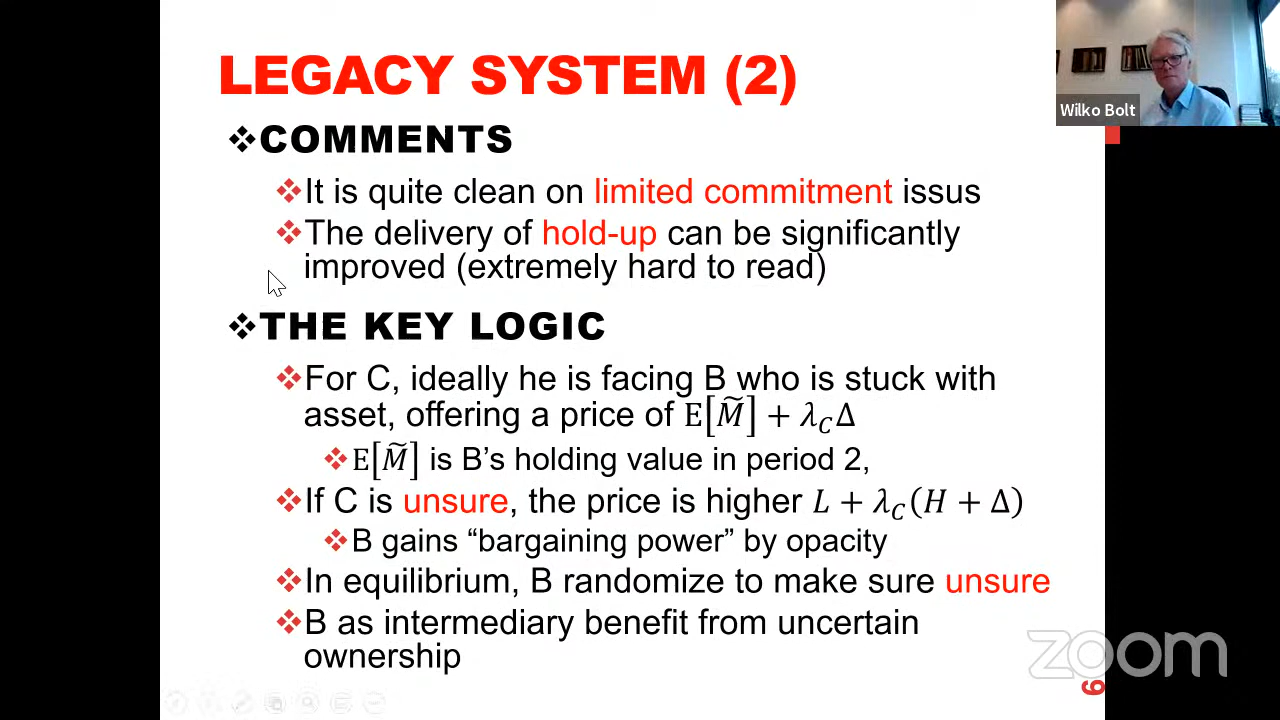 LEGACY SYSTEM (2)
Wilko Bolt
❖COMMENTS
❖It is quite clean on limited commitment issus
❖The delivery of hold-up can be significantly
improved (extremely hard to read)
❖THE KEY LOGIC
❖For C, ideally he is facing B who is stuck with
asset, offering a price of E[M̃] + λ_C Δ
❖E[M̃] is B’s holding value in period 2,
❖If C is unsure, the price is higher L + λ_C(H + Δ)
❖B gains “bargaining power” by opacity
❖In equilibrium, B randomize to make sure unsure
❖B as intermediary benefit from uncertain
ownership
zoom
6